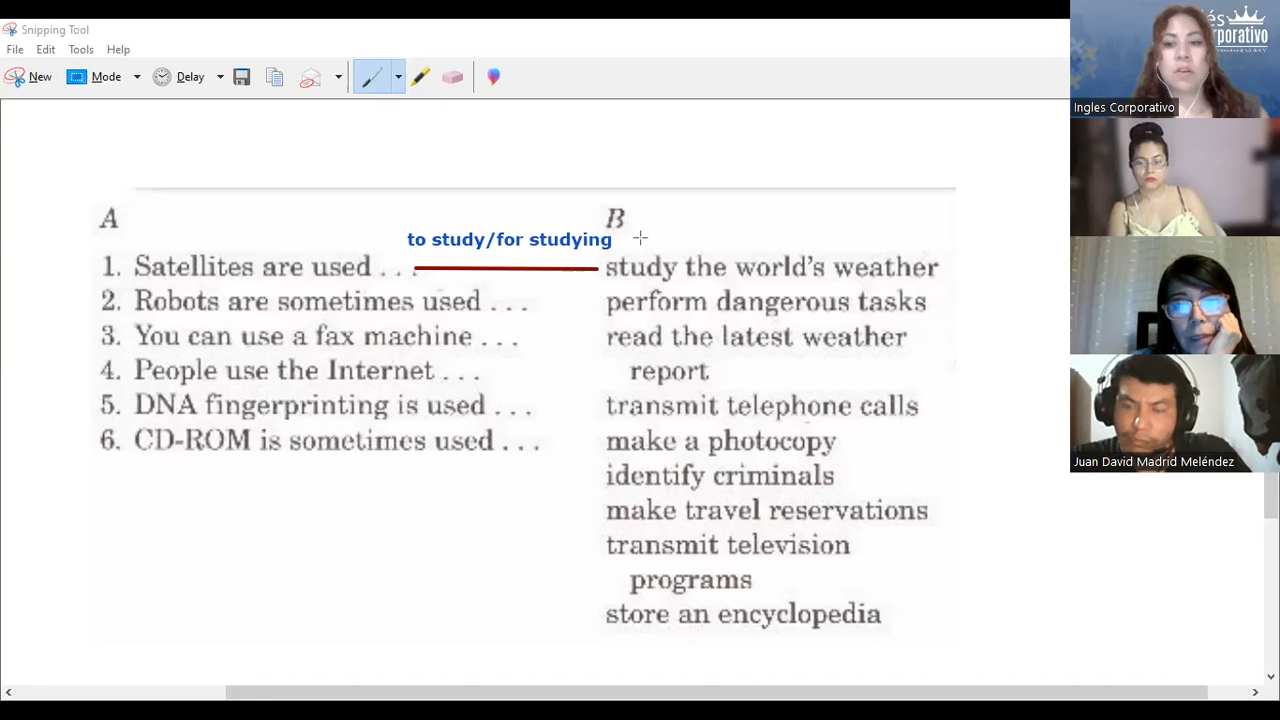 Snipping Tool
File Edit Tools Help
New Mode Delay
A B
to study/for studying
1. Satellites are used . . . study the world's weather
2. Robots are sometimes used . . . perform dangerous tasks
3. You can use a fax machine . . . read the latest weather
4. People use the Internet . . . report
5. DNA fingerprinting is used . . . transmit telephone calls
6. CD-ROM is sometimes used . . . make a photocopy
identify criminals
make travel reservations
transmit television
programs
store an encyclopedia
Ingles Corporativo
Juan David Madrid Meléndez